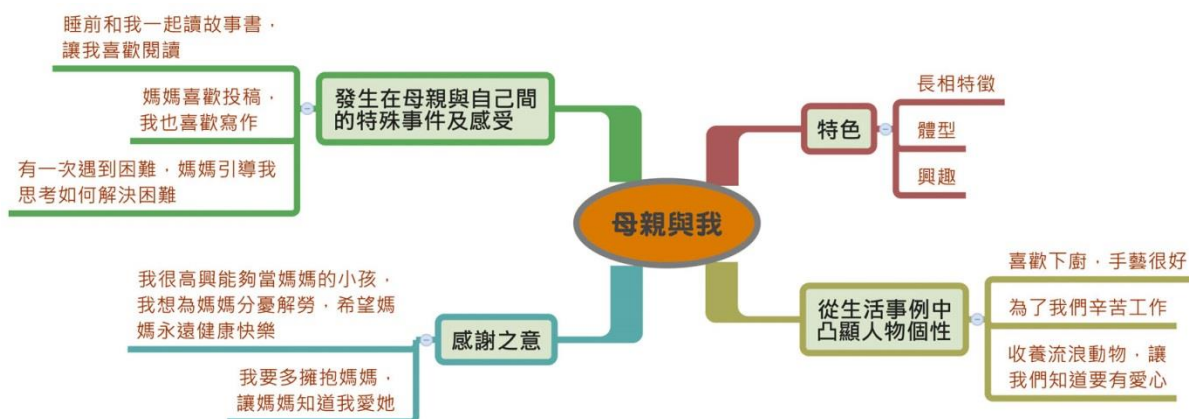 母親與我
特色
長相特徵
體型
興趣
從生活事例中
凸顯人物個性
喜歡下廚，手藝很好
為了我們辛苦工作
收養流浪動物，讓
我們知道要有愛心
發生在母親與自己間
的特殊事件及感受
睡前和我一起讀故事書，
讓我喜歡閱讀
媽媽喜歡投稿，
我也喜歡寫作
有一次遇到困難，媽媽引導我
思考如何解決困難
感謝之意
我很高興能夠當媽媽的小孩，
我想為媽媽分憂解勞，希望媽
媽永遠健康快樂
我要多擁抱媽媽，
讓媽媽知道我愛她